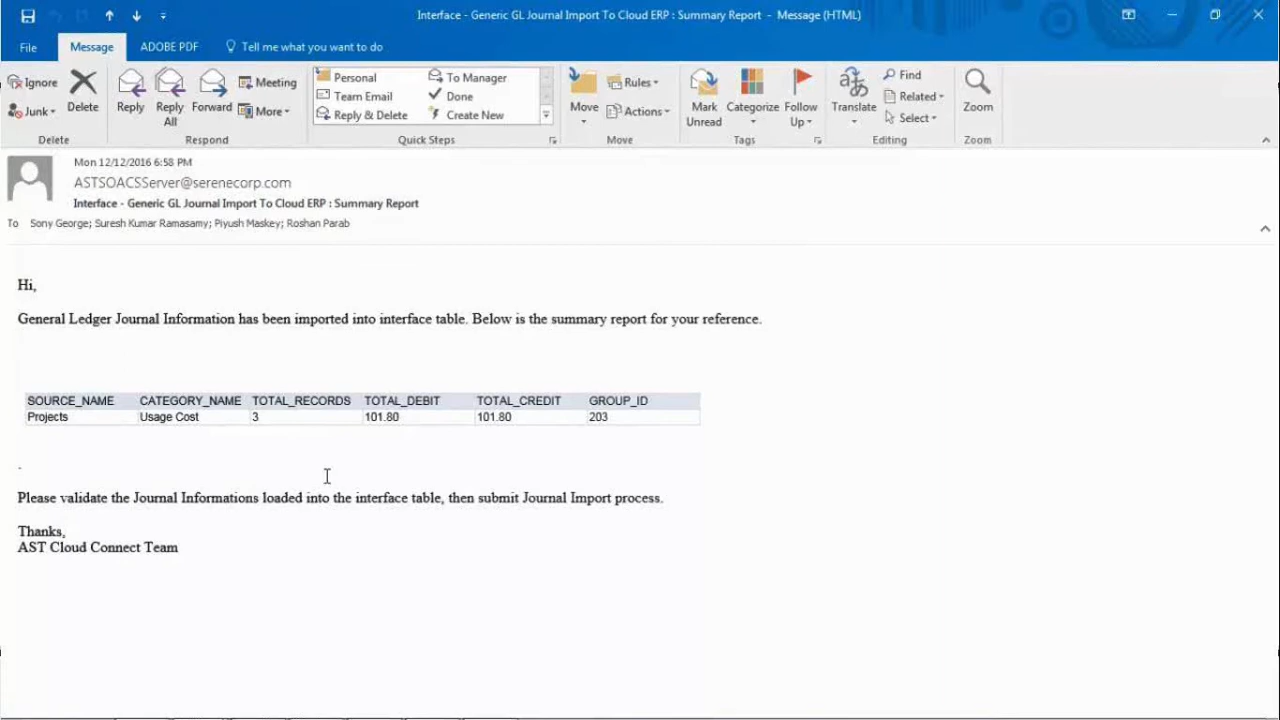 Interface - Generic GL Journal Import To Cloud ERP : Summary Report - Message (HTML)
File Message ADOBE PDF Tell me what you want to do
Ignore
Junk
Delete
Reply
Reply All
Forward
Meeting
More
Personal
Team Email
Reply & Delete
To Manager
Done
Create New
Move
Rules
Actions
Mark Unread
Categorize
Follow Up
Translate
Find
Related
Select
Zoom
Delete Respond Quick Steps Move Tags Editing Zoom
Mon 12/12/2016 6:58 PM
ASTSOACSServer@serenecorp.com
Interface - Generic GL Journal Import To Cloud ERP : Summary Report
To Sony George; Suresh Kumar Ramasamy; Piyush Maskey; Roshan Parab
Hi,
General Ledger Journal Information has been imported into interface table. Below is the summary report for your reference.
SOURCE_NAME CATEGORY_NAME TOTAL_RECORDS TOTAL_DEBIT TOTAL_CREDIT GROUP_ID
Projects Usage Cost 3 101.80 101.80 203
.
Please validate the Journal Informations loaded into the interface table, then submit Journal Import process.
Thanks,
AST Cloud Connect Team